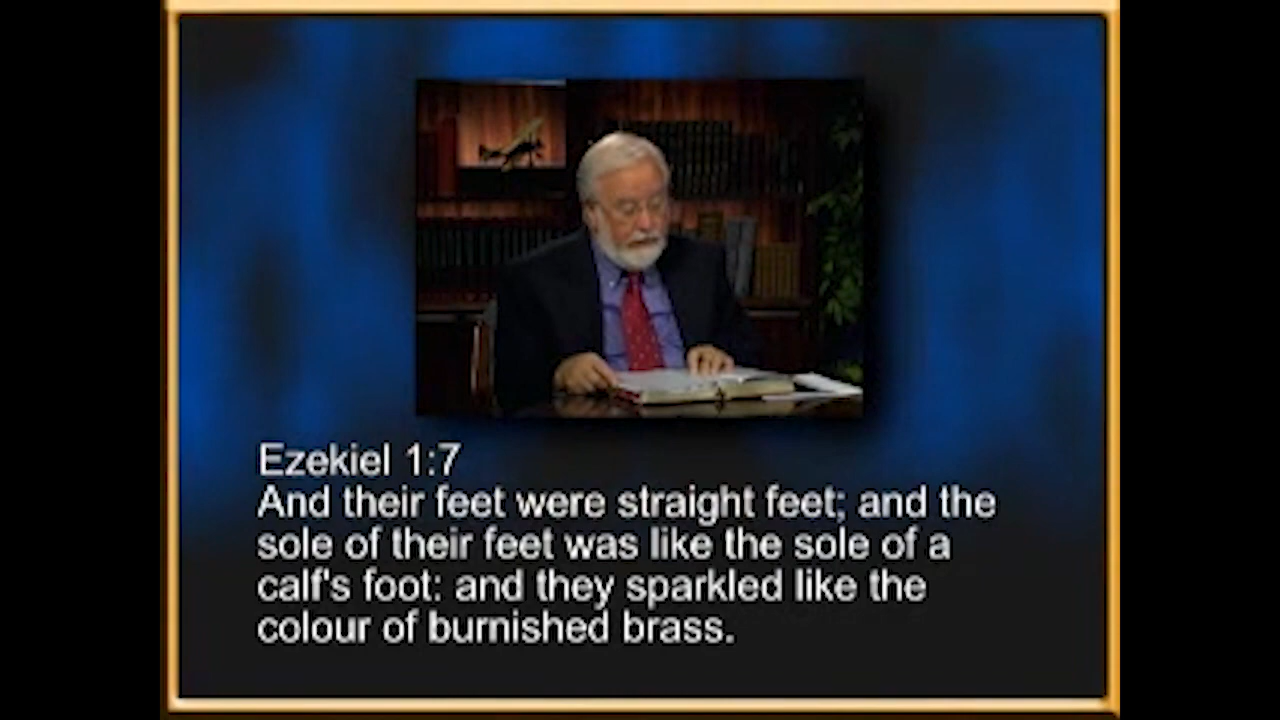 Ezekiel 1:7
And their feet were straight feet; and the
sole of their feet was like the sole of a
calf's foot: and they sparkled like the
colour of burnished brass.